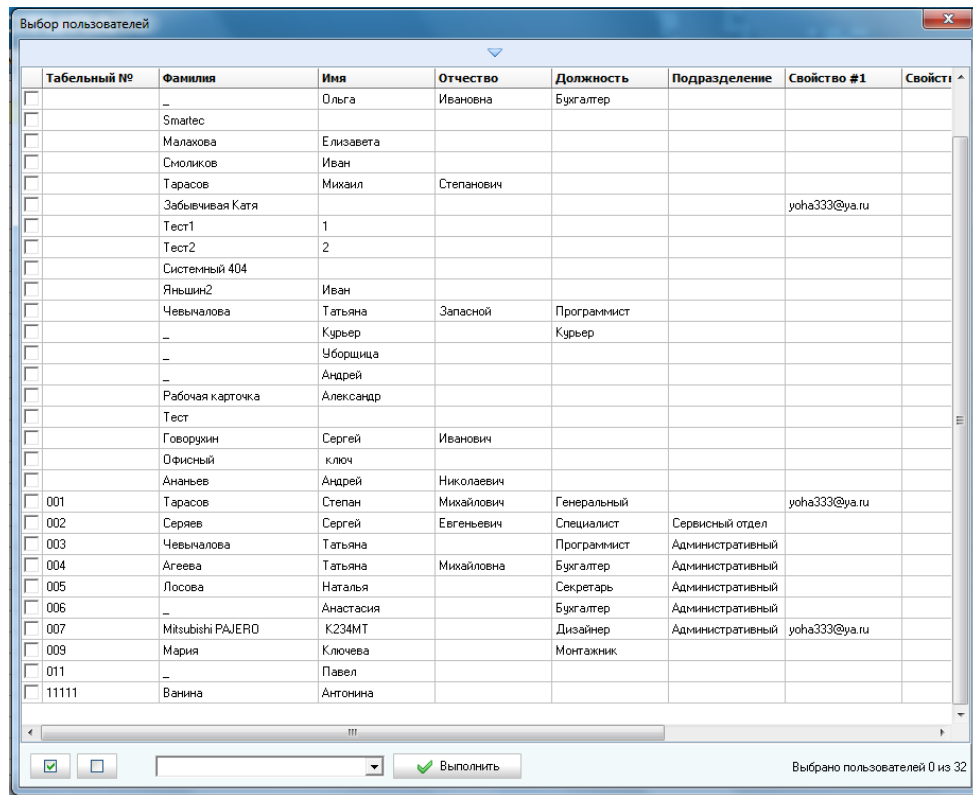 Выбор пользователей
Табельный № Фамилия Имя Отчество Должность Подразделение Свойство #1 Свойсть
_ Ольга Ивановна Бухгалтер
Smartec
Малахова Елизавета
Смоликов Иван
Тарасов Михаил Степанович
Забывчивая Катя yoha333@ya.ru
Тест1 1
Тест2 2
Системный 404
Яньшин2 Иван
Чевычалова Татьяна Запасной Программист
_ Курьер Курьер
_ Уборщица
_ Андрей
Рабочая карточка Александр
Тест
Говорухин Сергей Иванович
Офисный ключ
Ананьев Андрей Николаевич
001 Тарасов Степан Михайлович Генеральный yoha333@ya.ru
002 Серяев Сергей Евгеньевич Специалист Сервисный отдел
003 Чевычалова Татьяна Программист Административный
004 Агеева Татьяна Михайловна Бухгалтер Административный
005 Лосова Наталья Секретарь Административный
006 _ Анастасия Бухгалтер Административный
007 Mitsubishi PAJERO К234МТ Дизайнер Административный yoha333@ya.ru
009 Мария Ключева Монтажник
011 _ Павел
11111 Ванина Антонина
Выполнить Выбрано пользователей 0 из 32